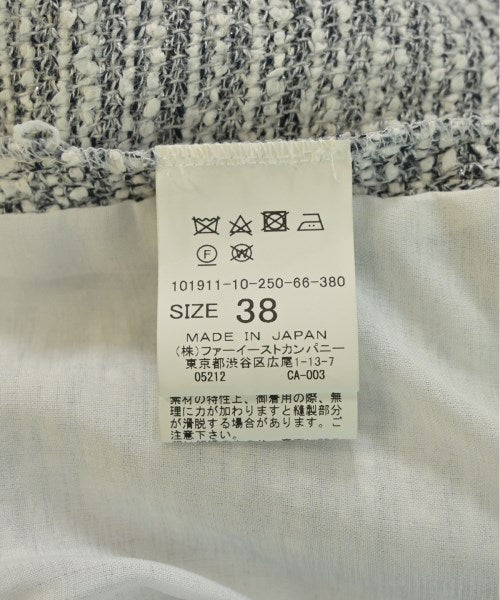 F W
101911-10-250-66-380
SIZE 38
MADE IN JAPAN
(株)ファーイーストカンパニー
東京都渋谷区広尾1-13-7
05212 CA-003
素材の特性上、御着用の際、無
理に力が加わりますと縫製部分
が滑脱する場合があります。ご
注意下さい。